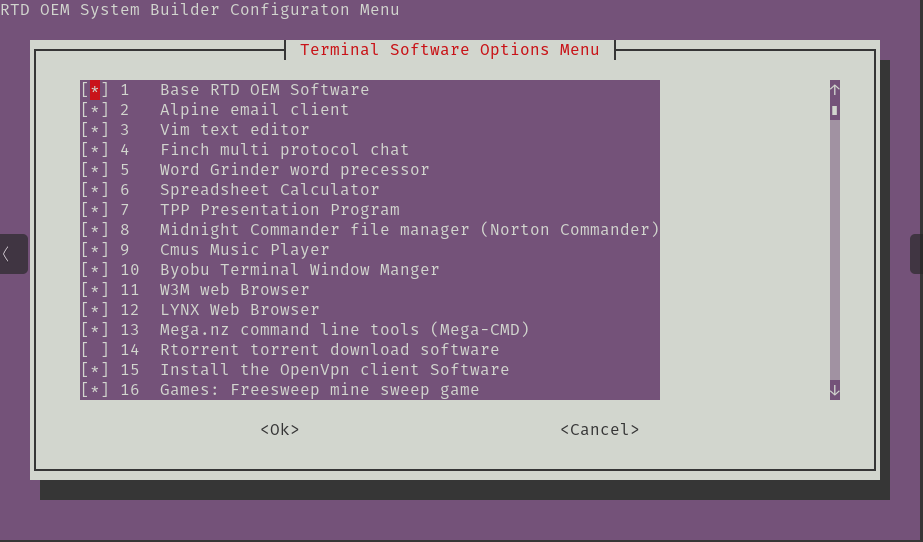 RTD OEM System Builder Configuraton Menu
Terminal Software Options Menu
[*] 1 Base RTD OEM Software
[*] 2 Alpine email client
[*] 3 Vim text editor
[*] 4 Finch multi protocol chat
[*] 5 Word Grinder word precessor
[*] 6 Spreadsheet Calculator
[*] 7 TPP Presentation Program
[*] 8 Midnight Commander file manager (Norton Commander)
[*] 9 Cmus Music Player
[*] 10 Byobu Terminal Window Manger
[*] 11 W3M web Browser
[*] 12 LYNX Web Browser
[*] 13 Mega.nz command line tools (Mega-CMD)
[ ] 14 Rtorrent torrent download software
[*] 15 Install the OpenVpn client Software
[*] 16 Games: Freesweep mine sweep game
<Ok> <Cancel>